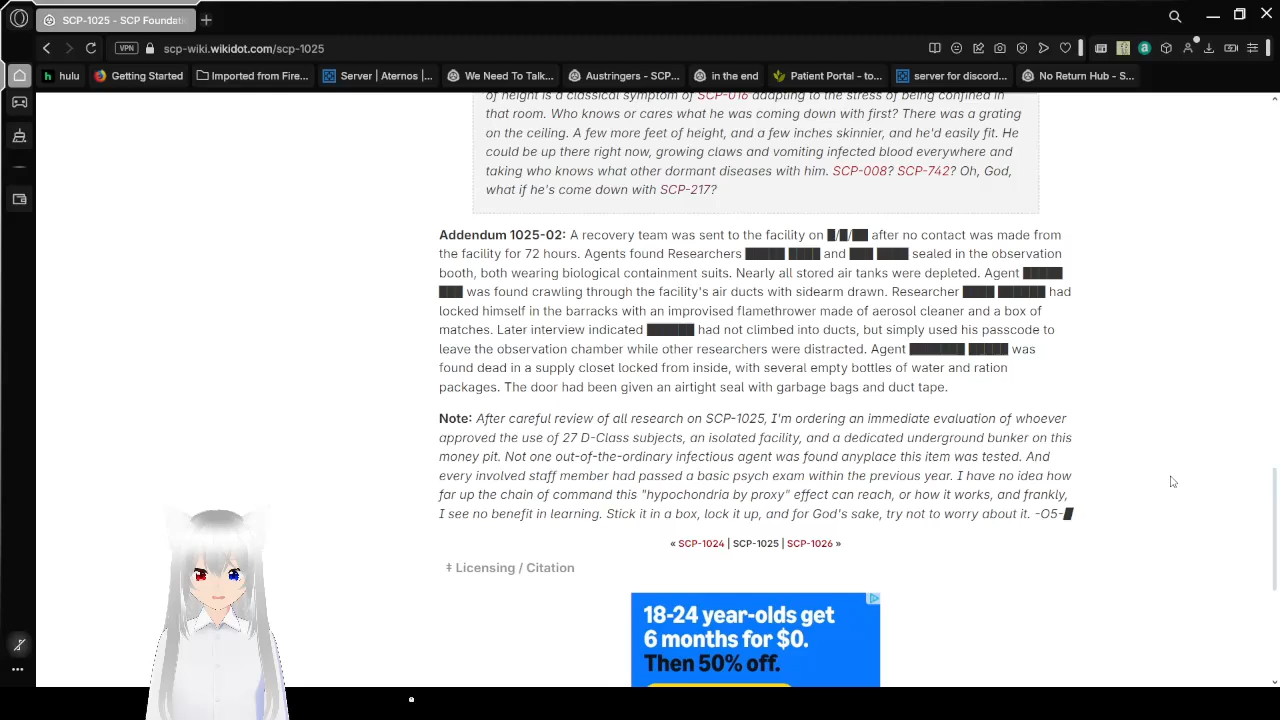 SCP-1025 - SCP Foundati
VPN
scp-wiki.wikidot.com/scp-1025
hulu
Getting Started
Imported from Fire...
Server | Aternos |...
We Need To Talk...
Austringers - SCP...
in the end
Patient Portal - to...
server for discord...
No Return Hub - S...
of height is a classical symptom of SCP-016 adapting to the stress of being confined in
that room. Who knows or cares what he was coming down with first? There was a grating
on the ceiling. A few more feet of height, and a few inches skinnier, and he'd easily fit. He
could be up there right now, growing claws and vomiting infected blood everywhere and
taking who knows what other dormant diseases with him. SCP-008? SCP-742? Oh, God,
what if he's come down with SCP-217?
Addendum 1025-02: A recovery team was sent to the facility on █/█/██ after no contact was made from
the facility for 72 hours. Agents found Researchers █████ ████ and ███ ████ sealed in the observation
booth, both wearing biological containment suits. Nearly all stored air tanks were depleted. Agent █████
███ was found crawling through the facility's air ducts with sidearm drawn. Researcher ████ ██████ had
locked himself in the barracks with an improvised flamethrower made of aerosol cleaner and a box of
matches. Later interview indicated ██████ had not climbed into ducts, but simply used his passcode to
leave the observation chamber while other researchers were distracted. Agent ███████ █████ was
found dead in a supply closet locked from inside, with several empty bottles of water and ration
packages. The door had been given an airtight seal with garbage bags and duct tape.
Note: After careful review of all research on SCP-1025, I'm ordering an immediate evaluation of whoever
approved the use of 27 D-Class subjects, an isolated facility, and a dedicated underground bunker on this
money pit. Not one out-of-the-ordinary infectious agent was found anyplace this item was tested. And
every involved staff member had passed a basic psych exam within the previous year. I have no idea how
far up the chain of command this "hypochondria by proxy" effect can reach, or how it works, and frankly,
I see no benefit in learning. Stick it in a box, lock it up, and for God's sake, try not to worry about it. -O5-█
« SCP-1024 | SCP-1025 | SCP-1026 »
‡ Licensing / Citation
18-24 year-olds get
6 months for $0.
Then 50% off.